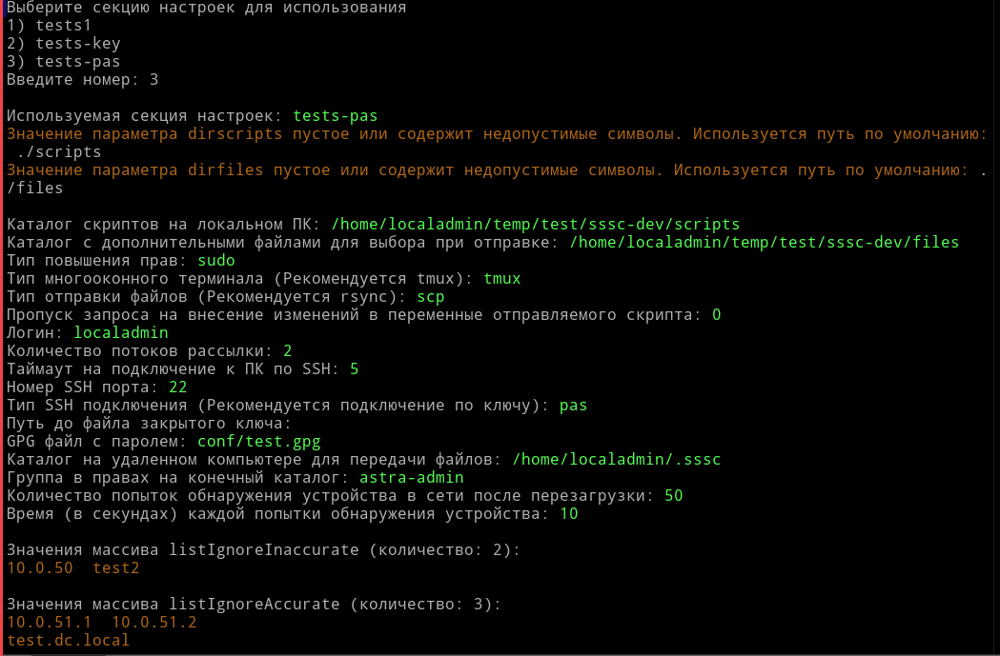 Выберите секцию настроек для использования
1) tests1
2) tests-key
3) tests-pas
Введите номер: 3
Используемая секция настроек: tests-pas
Значение параметра dirscripts пустое или содержит недопустимые символы. Используется путь по умолчанию:
./scripts
Значение параметра dirfiles пустое или содержит недопустимые символы. Используется путь по умолчанию: .
/files
Каталог скриптов на локальном ПК: /home/localadmin/temp/test/sssc-dev/scripts
Каталог с дополнительными файлами для выбора при отправке: /home/localadmin/temp/test/sssc-dev/files
Тип повышения прав: sudo
Тип многооконного терминала (Рекомендуется tmux): tmux
Тип отправки файлов (Рекомендуется rsync): scp
Пропуск запроса на внесение изменений в переменные отправляемого скрипта: 0
Логин: localadmin
Количество потоков рассылки: 2
Таймаут на подключение к ПК по SSH: 5
Номер SSH порта: 22
Тип SSH подключения (Рекомендуется подключение по ключу): pas
Путь до файла закрытого ключа:
GPG файл с паролем: conf/test.gpg
Каталог на удаленном компьютере для передачи файлов: /home/localadmin/.sssc
Группа в правах на конечный каталог: astra-admin
Количество попыток обнаружения устройства в сети после перезагрузки: 50
Время (в секундах) каждой попытки обнаружения устройства: 10
Значения массива listIgnoreInaccurate (количество: 2):
10.0.50  test2
Значения массива listIgnoreAccurate (количество: 3):
10.0.51.1  10.0.51.2
test.dc.local